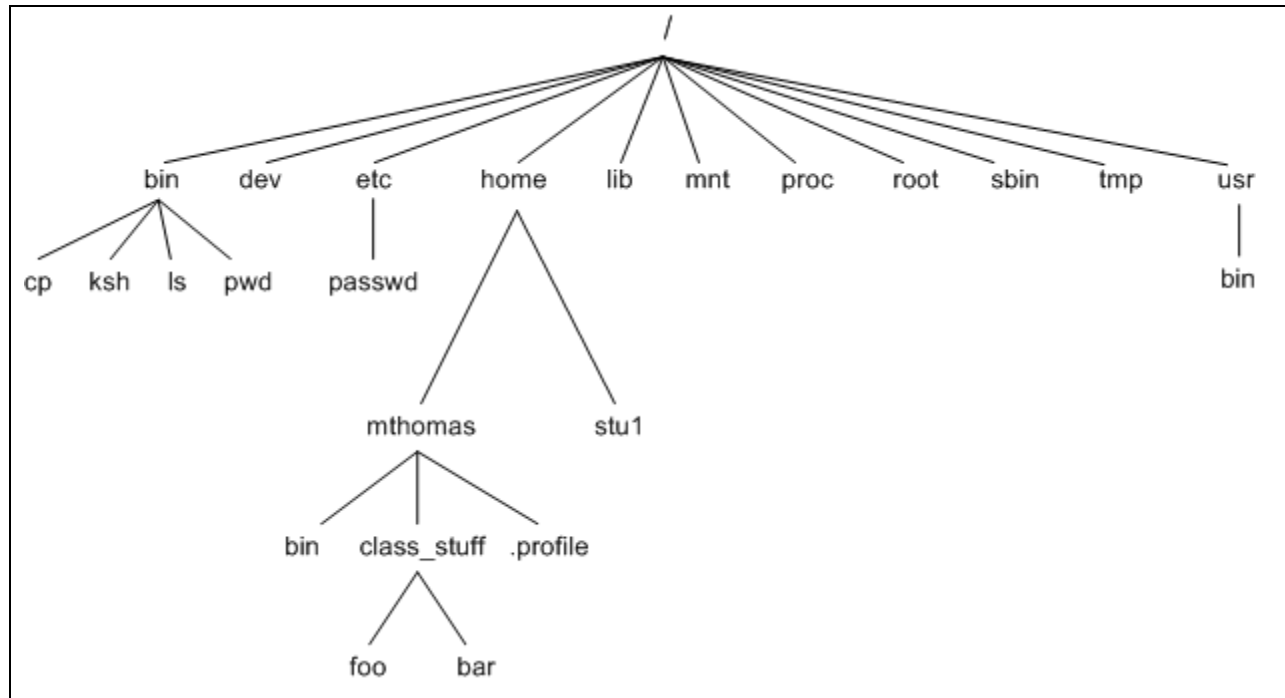 /
bin dev etc home lib mnt proc root sbin tmp usr
cp ksh ls pwd passwd bin
mthomas stu1
bin class_stuff .profile
foo bar